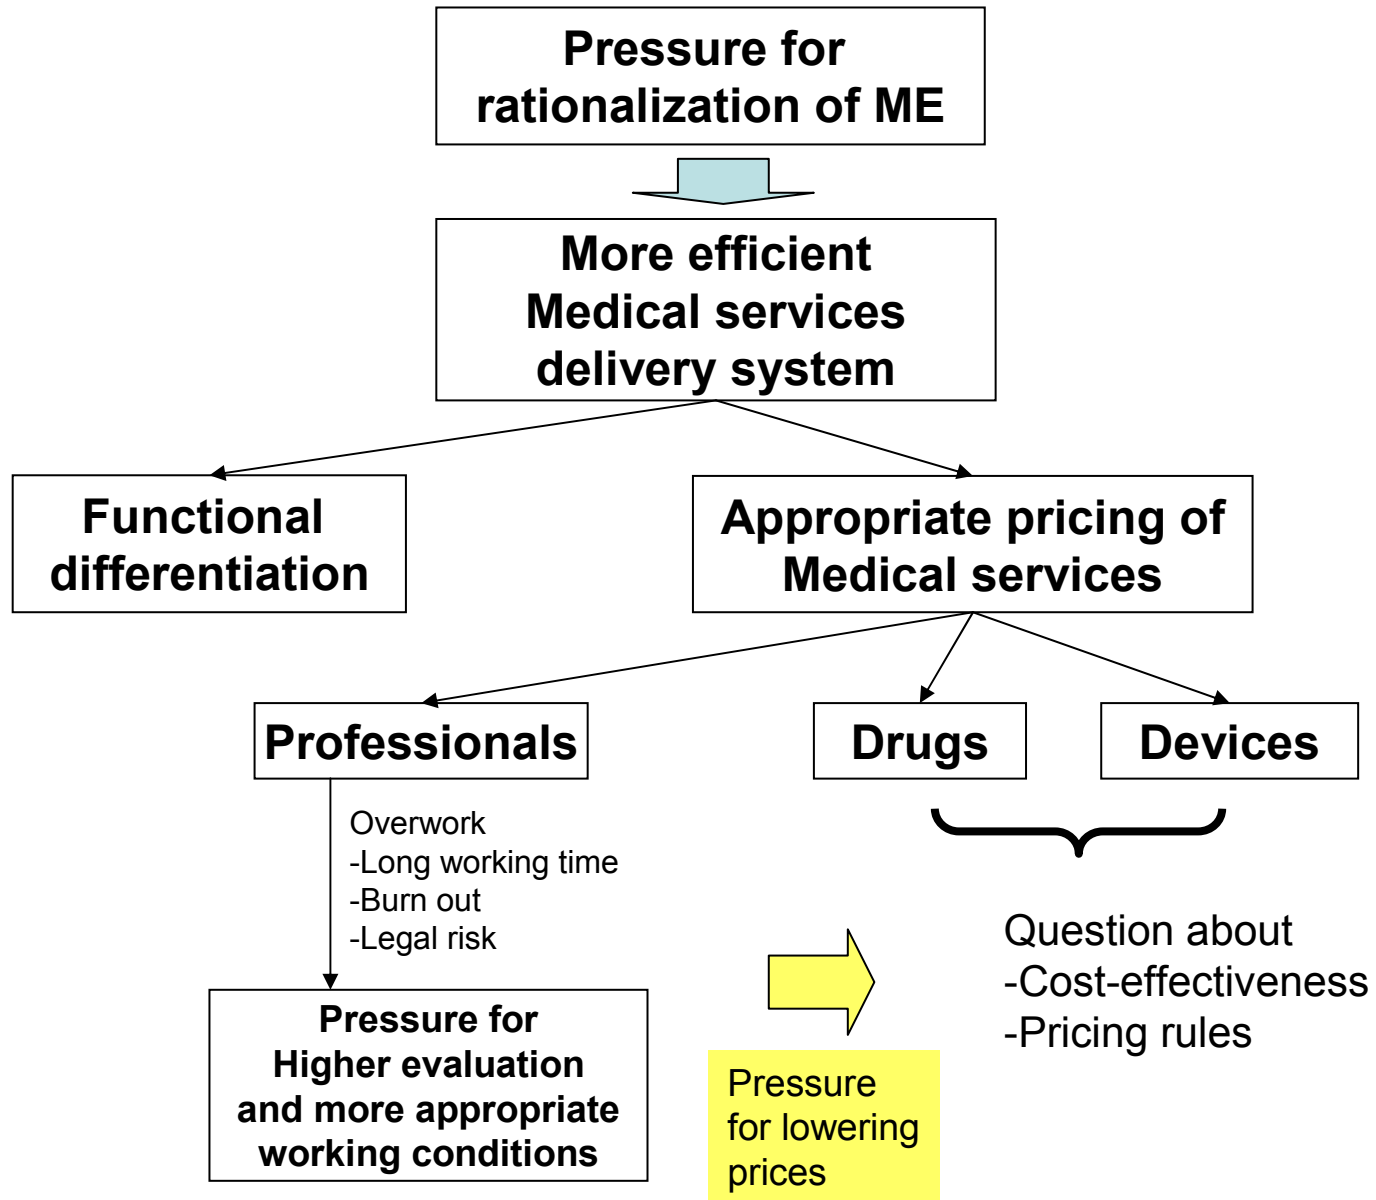 Pressure for
rationalization of ME
More efficient
Medical services
delivery system
Functional
differentiation
Appropriate pricing of
Medical services
Professionals
Drugs
Devices
Overwork
-Long working time
-Burn out
-Legal risk
Question about
-Cost-effectiveness
-Pricing rules
Pressure for
Higher evaluation
and more appropriate
working conditions
Pressure
for lowering
prices